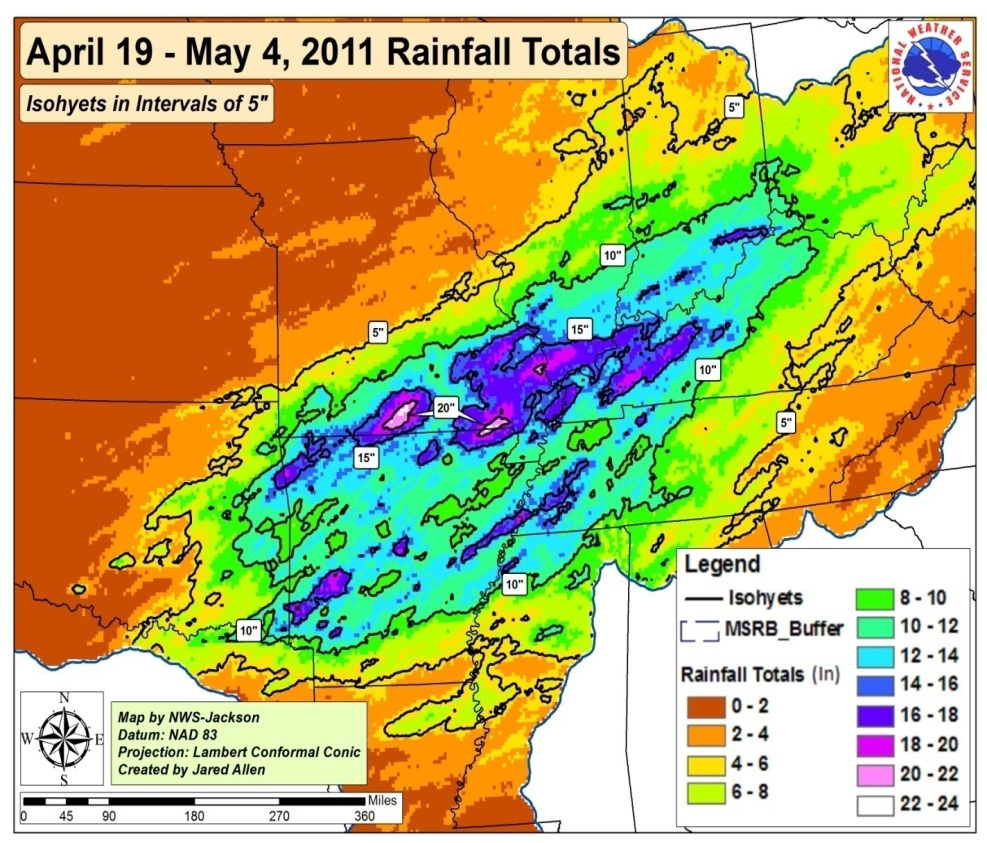 April 19 - May 4, 2011 Rainfall Totals
Isohyets in Intervals of 5"
NATIONAL WEATHER SERVICE
5"
10"
5"
15"
10"
20"
5"
15"
10"
10"
Legend
Isohyets
MSRB_Buffer
Rainfall Totals (In)
0 - 2
2 - 4
4 - 6
6 - 8
8 - 10
10 - 12
12 - 14
14 - 16
16 - 18
18 - 20
20 - 22
22 - 24
N
W E
S
Map by NWS-Jackson
Datum: NAD 83
Projection: Lambert Conformal Conic
Created by Jared Allen
Miles
0 45 90 180 270 360